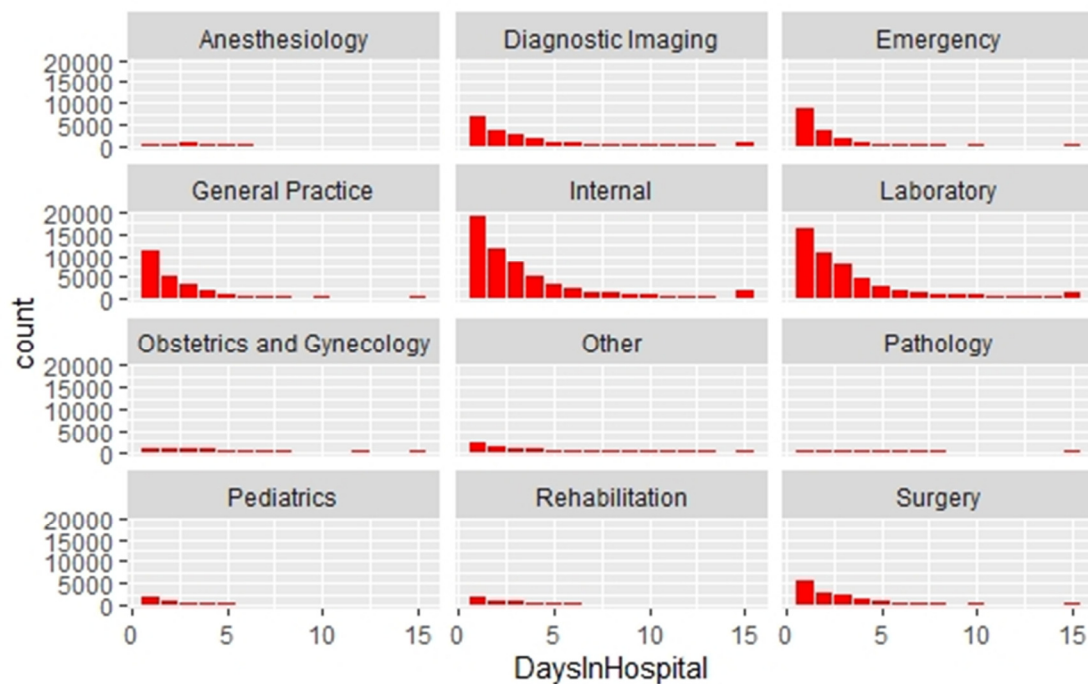 Anesthesiology
Diagnostic Imaging
Emergency
20000
15000
10000
5000
0
General Practice
Internal
Laboratory
20000
15000
10000
5000
0
count
Obstetrics and Gynecology
Other
Pathology
20000
15000
10000
5000
0
Pediatrics
Rehabilitation
Surgery
20000
15000
10000
5000
0
0 5 10 15
0 5 10 15
0 5 10 15
DaysInHospital